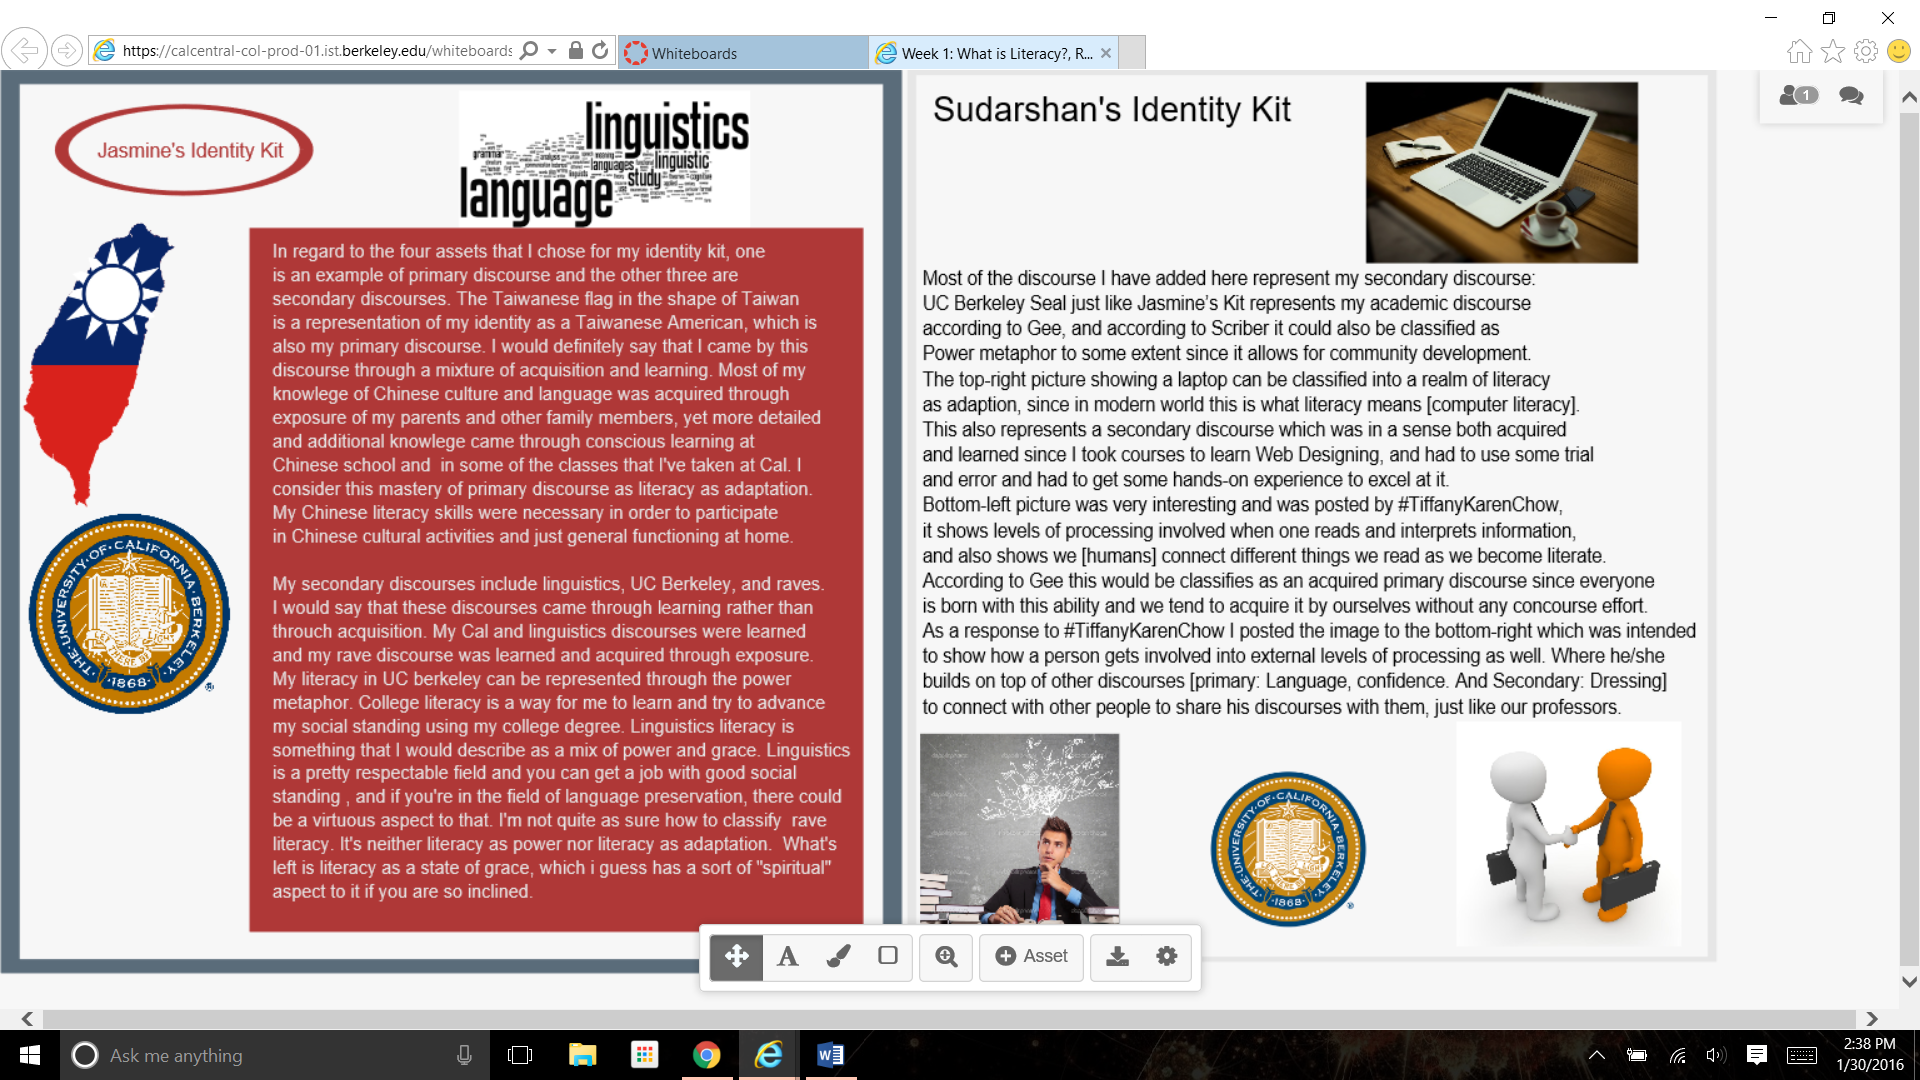 https://calcentral-col-prod-01.ist.berkeley.edu/whiteboards
Whiteboards
Week 1: What is Literacy?, R...
1
Jasmine's Identity Kit
linguistics
grammar
languages
linguistic
study
language
In regard to the four assets that I chose for my identity kit, one
is an example of primary discourse and the other three are
secondary discourses. The Taiwanese flag in the shape of Taiwan
is a representation of my identity as a Taiwanese American, which is
also my primary discourse. I would definitely say that I came by this
discourse through a mixture of acquisition and learning. Most of my
knowlege of Chinese culture and language was acquired through
exposure of my parents and other family members, yet more detailed
and additional knowlege came through conscious learning at
Chinese school and  in some of the classes that I've taken at Cal. I
consider this mastery of primary discourse as literacy as adaptation.
My Chinese literacy skills were necessary in order to participate
in Chinese cultural activities and just general functioning at home.
My secondary discourses include linguistics, UC Berkeley, and raves.
I would say that these discourses came through learning rather than
throuch acquisition. My Cal and linguistics discourses were learned
and my rave discourse was learned and acquired through exposure.
My literacy in UC berkeley can be represented through the power
metaphor. College literacy is a way for me to learn and try to advance
my social standing using my college degree. Linguistics literacy is
something that I would describe as a mix of power and grace. Linguistics
is a pretty respectable field and you can get a job with good social
standing , and if you're in the field of language preservation, there could
be a virtuous aspect to that. I'm not quite as sure how to classify  rave
literacy. It's neither literacy as power nor literacy as adaptation.  What's
left is literacy as a state of grace, which i guess has a sort of "spiritual"
aspect to it if you are so inclined.
THE·UNIVERSITY·OF·CALIFORNIA·BERKELEY
·1868·
®
Sudarshan's Identity Kit
Most of the discourse I have added here represent my secondary discourse:
UC Berkeley Seal just like Jasmine's Kit represents my academic discourse
according to Gee, and according to Scriber it could also be classified as
Power metaphor to some extent since it allows for community development.
The top-right picture showing a laptop can be classified into a realm of literacy
as adaption, since in modern world this is what literacy means [computer literacy].
This also represents a secondary discourse which was in a sense both acquired
and learned since I took courses to learn Web Designing, and had to use some trial
and error and had to get some hands-on experience to excel at it.
Bottom-left picture was very interesting and was posted by #TiffanyKarenChow,
it shows levels of processing involved when one reads and interprets information,
and also shows we [humans] connect different things we read as we become literate.
According to Gee this would be classifies as an acquired primary discourse since everyone
is born with this ability and we tend to acquire it by ourselves without any concourse effort.
As a response to #TiffanyKarenChow I posted the image to the bottom-right which was intended
to show how a person gets involved into external levels of processing as well. Where he/she
builds on top of other discourses [primary: Language, confidence. And Secondary: Dressing]
to connect with other people to share his discourses with them, just like our professors.
THE·UNIVERSITY·OF·CALIFORNIA·BERKELEY
·1868·
®
A
Asset
Ask me anything
2:38 PM
1/30/2016